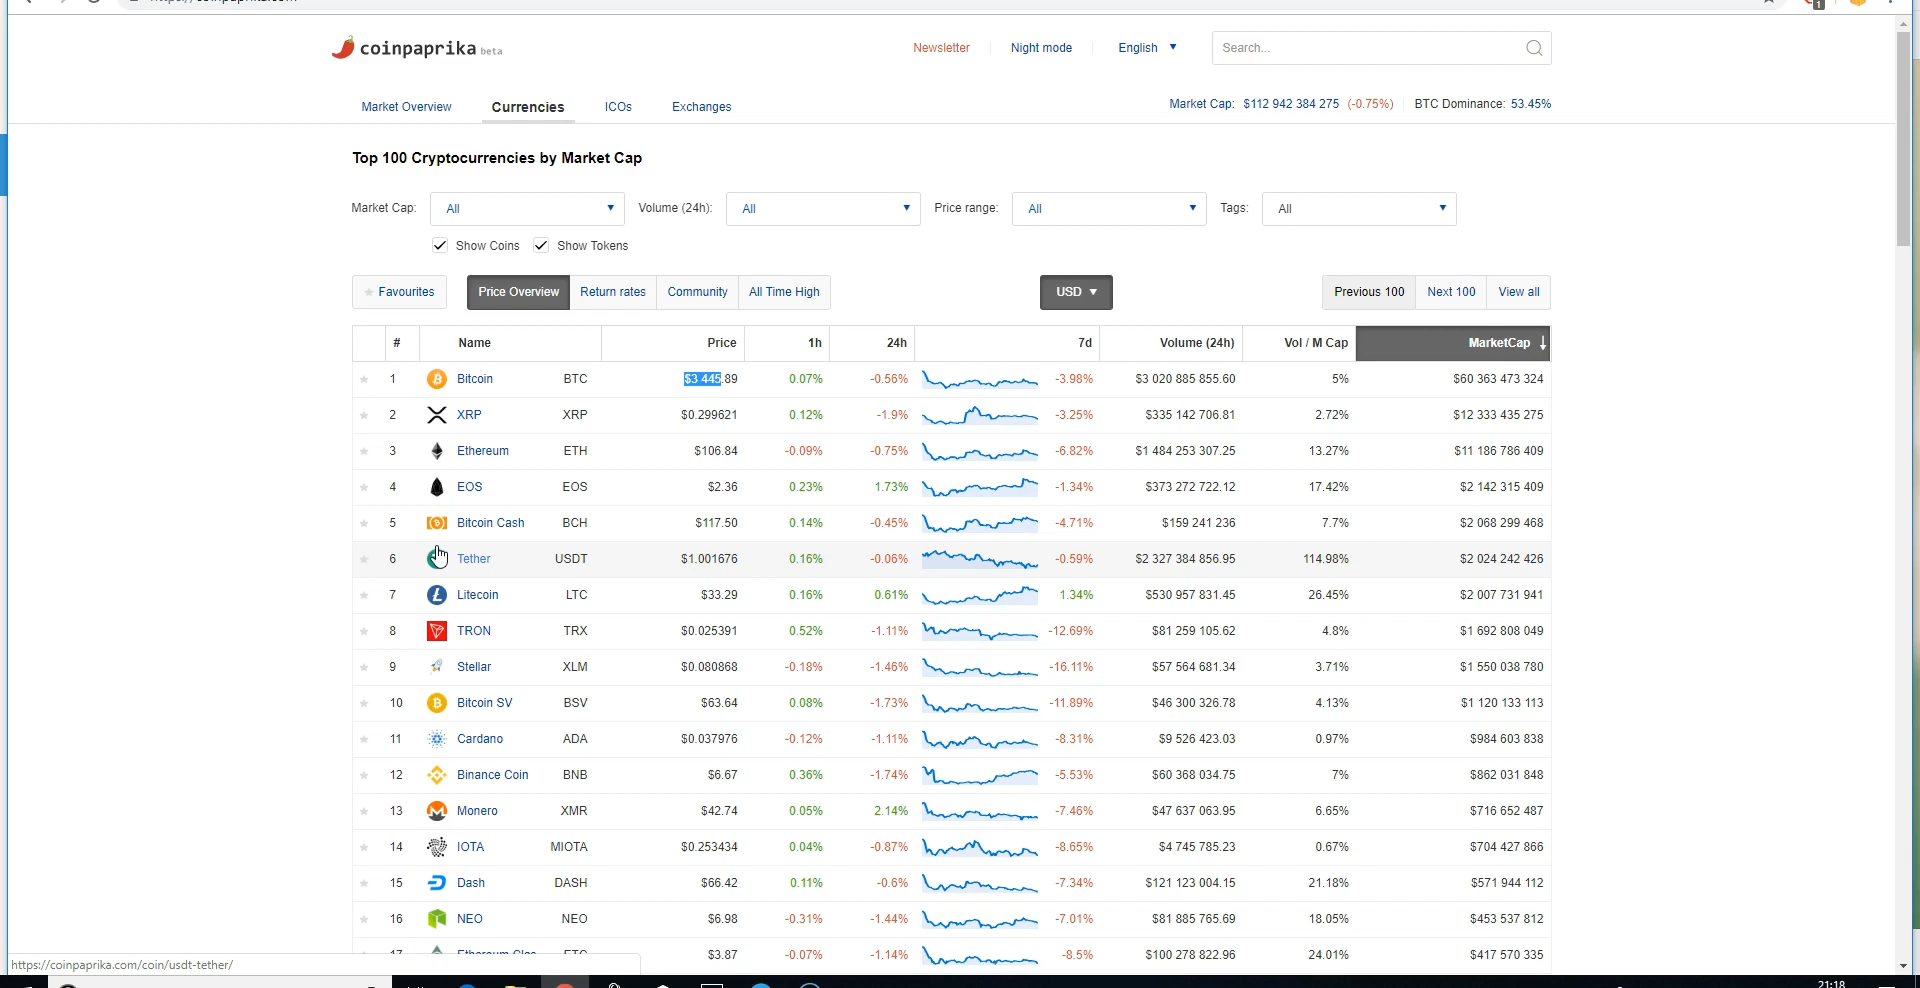 coinpaprika beta
Newsletter Night mode English Search...
Market Overview Currencies ICOs Exchanges Market Cap: $112 942 384 275 (-0.75%) BTC Dominance: 53.45%
Top 100 Cryptocurrencies by Market Cap
Market Cap: All Volume (24h): All Price range: All Tags: All
Show Coins Show Tokens
Favourites Price Overview Return rates Community All Time High USD Previous 100 Next 100 View all
# Name Price 1h 24h 7d Volume (24h) Vol / M Cap MarketCap
1 Bitcoin BTC $3 445.89 0.07% -0.56% -3.98% $3 020 885 855.60 5% $60 363 473 324
2 XRP XRP $0.299621 0.12% -1.9% -3.25% $335 142 706.81 2.72% $12 333 435 275
3 Ethereum ETH $106.84 -0.09% -0.75% -6.82% $1 484 253 307.25 13.27% $11 186 786 409
4 EOS EOS $2.36 0.23% 1.73% -1.34% $373 272 722.12 17.42% $2 142 315 409
5 Bitcoin Cash BCH $117.50 0.14% -0.45% -4.71% $159 241 236 7.7% $2 068 299 468
6 Tether USDT $1.001676 0.16% -0.06% -0.59% $2 327 384 856.95 114.98% $2 024 242 426
7 Litecoin LTC $33.29 0.16% 0.61% 1.34% $530 957 831.45 26.45% $2 007 731 941
8 TRON TRX $0.025391 0.52% -1.11% -12.69% $81 259 105.62 4.8% $1 692 808 049
9 Stellar XLM $0.080868 -0.18% -1.46% -16.11% $57 564 681.34 3.71% $1 550 038 780
10 Bitcoin SV BSV $63.64 0.08% -1.73% -11.89% $46 300 326.78 4.13% $1 120 133 113
11 Cardano ADA $0.037976 -0.12% -1.11% -8.31% $9 526 423.03 0.97% $984 603 838
12 Binance Coin BNB $6.67 0.36% -1.74% -5.53% $60 368 034.75 7% $862 031 848
13 Monero XMR $42.74 0.05% 2.14% -7.46% $47 637 063.95 6.65% $716 652 487
14 IOTA MIOTA $0.253434 0.04% -0.87% -8.65% $4 745 785.23 0.67% $704 427 866
15 Dash DASH $66.42 0.11% -0.6% -7.34% $121 123 004.15 21.18% $571 944 112
16 NEO NEO $6.98 -0.31% -1.44% -7.01% $81 885 765.69 18.05% $453 537 812
17 Ethereum Clas ETC $3.87 -0.07% -1.14% -8.5% $100 278 822.96 24.01% $417 570 335
https://coinpaprika.com/coin/usdt-tether/
21:18